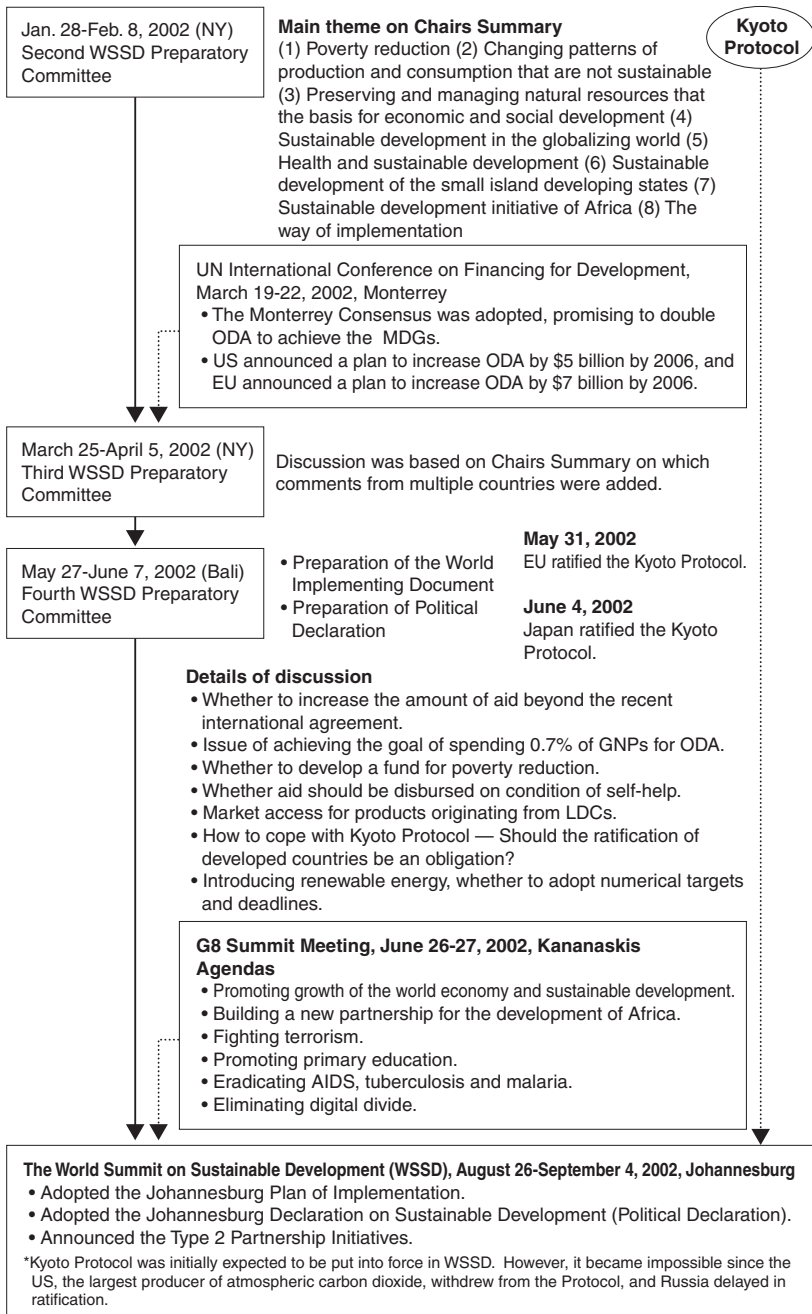 Jan. 28-Feb. 8, 2002 (NY)
Second WSSD Preparatory
Committee
Main theme on Chairs Summary
(1) Poverty reduction (2) Changing patterns of
production and consumption that are not sustainable
(3) Preserving and managing natural resources that
the basis for economic and social development (4)
Sustainable development in the globalizing world (5)
Health and sustainable development (6) Sustainable
development of the small island developing states (7)
Sustainable development initiative of Africa (8) The
way of implementation
Kyoto
Protocol
UN International Conference on Financing for Development,
March 19-22, 2002, Monterrey
• The Monterrey Consensus was adopted, promising to double
ODA to achieve the MDGs.
• US announced a plan to increase ODA by $5 billion by 2006, and
EU announced a plan to increase ODA by $7 billion by 2006.
March 25-April 5, 2002 (NY)
Third WSSD Preparatory
Committee
Discussion was based on Chairs Summary on which
comments from multiple countries were added.
May 27-June 7, 2002 (Bali)
Fourth WSSD Preparatory
Committee
• Preparation of the World
Implementing Document
• Preparation of Political
Declaration
May 31, 2002
EU ratified the Kyoto Protocol.
June 4, 2002
Japan ratified the Kyoto
Protocol.
Details of discussion
• Whether to increase the amount of aid beyond the recent
international agreement.
• Issue of achieving the goal of spending 0.7% of GNPs for ODA.
• Whether to develop a fund for poverty reduction.
• Whether aid should be disbursed on condition of self-help.
• Market access for products originating from LDCs.
• How to cope with Kyoto Protocol — Should the ratification of
developed countries be an obligation?
• Introducing renewable energy, whether to adopt numerical targets
and deadlines.
G8 Summit Meeting, June 26-27, 2002, Kananaskis
Agendas
• Promoting growth of the world economy and sustainable development.
• Building a new partnership for the development of Africa.
• Fighting terrorism.
• Promoting primary education.
• Eradicating AIDS, tuberculosis and malaria.
• Eliminating digital divide.
The World Summit on Sustainable Development (WSSD), August 26-September 4, 2002, Johannesburg
• Adopted the Johannesburg Plan of Implementation.
• Adopted the Johannesburg Declaration on Sustainable Development (Political Declaration).
• Announced the Type 2 Partnership Initiatives.
*Kyoto Protocol was initially expected to be put into force in WSSD. However, it became impossible since the
US, the largest producer of atmospheric carbon dioxide, withdrew from the Protocol, and Russia delayed in
ratification.